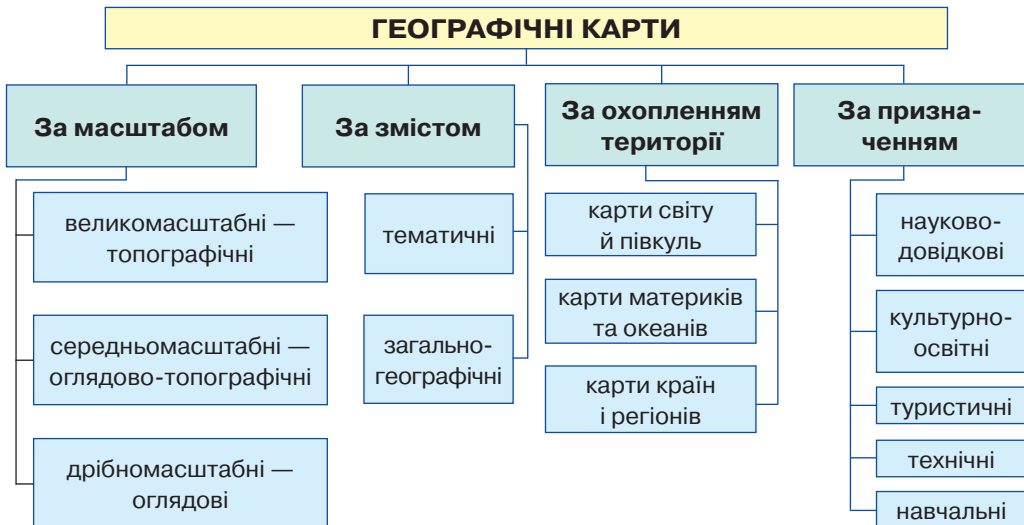 ГЕОГРАФІЧНІ КАРТИ
За масштабом
великомасштабні —
топографічні
середньомасштабні —
оглядово-топографічні
дрібномасштабні —
оглядові
За змістом
тематичні
загально-
географічні
За охопленням
території
карти світу
й півкуль
карти материків
та океанів
карти країн
і регіонів
За призна-
ченням
науково-
довідкові
культурно-
освітні
туристичні
технічні
навчальні